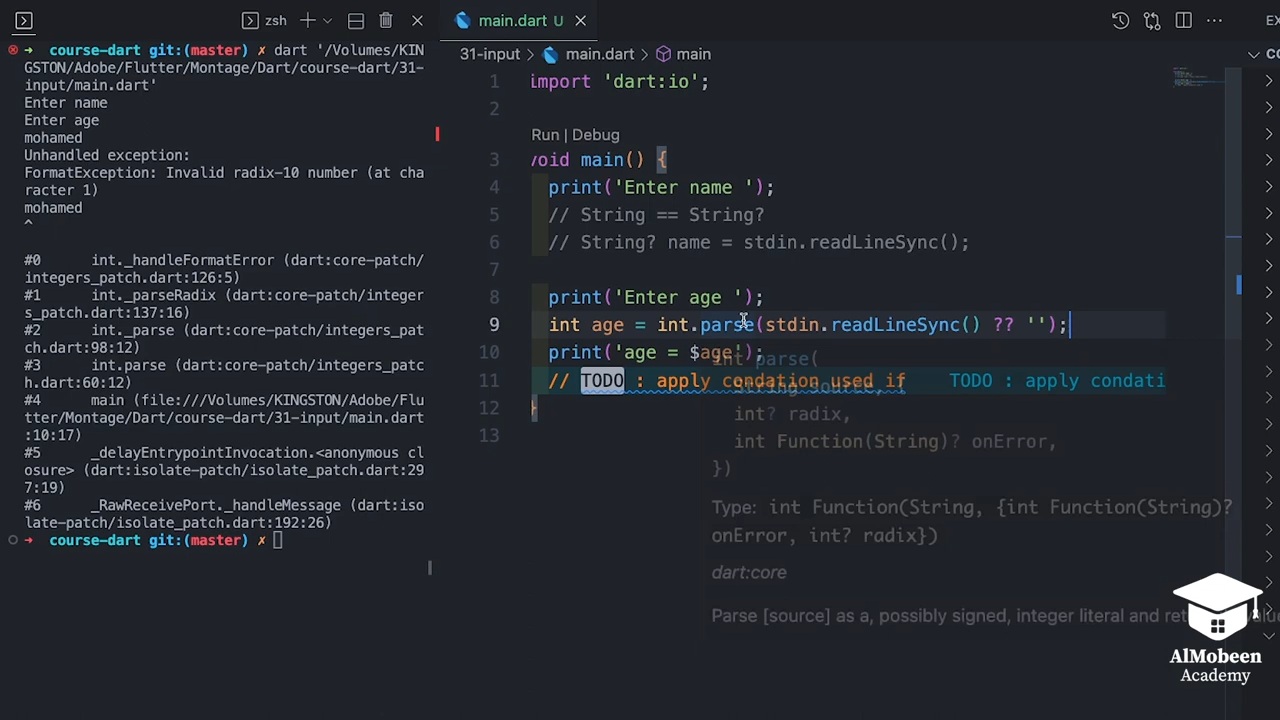 zsh
course-dart git:(master) ✗ dart '/Volumes/KIN
GSTON/Adobe/Flutter/Montage/Dart/course-dart/31-
input/main.dart'
Enter name
Enter age
mohamed
Unhandled exception:
FormatException: Invalid radix-10 number (at cha
racter 1)
mohamed
^
#0      int._handleFormatError (dart:core-patch/
integers_patch.dart:126:5)
#1      int._parseRadix (dart:core-patch/integer
s_patch.dart:137:16)
#2      int._parse (dart:core-patch/integers_pat
ch.dart:98:12)
#3      int.parse (dart:core-patch/integers_patc
h.dart:60:12)
#4      main (file:///Volumes/KINGSTON/Adobe/Flu
tter/Montage/Dart/course-dart/31-input/main.dart
:10:17)
#5      _delayEntrypointInvocation.<anonymous cl
osure> (dart:isolate-patch/isolate_patch.dart:29
7:19)
#6      _RawReceivePort._handleMessage (dart:iso
late-patch/isolate_patch.dart:192:26)
course-dart git:(master) ✗
main.dart U
31-input > main.dart > main
1 import 'dart:io';
2
Run | Debug
3 void main() {
4 print('Enter name ');
5 // String == String?
6 // String? name = stdin.readLineSync();
7
8 print('Enter age ');
9 int age = int.parse(stdin.readLineSync() ?? '');
10 print('age = $age');
11 // TODO : apply condation used if TODO : apply condati
12 }
13
int parse(
String source,
int? radix,
int Function(String)? onError,
})
Type: int Function(String, {int Function(String)?
onError, int? radix})
dart:core
Parse [source] as a, possibly signed, integer literal and
EX
CO
AlMobeen
Academy